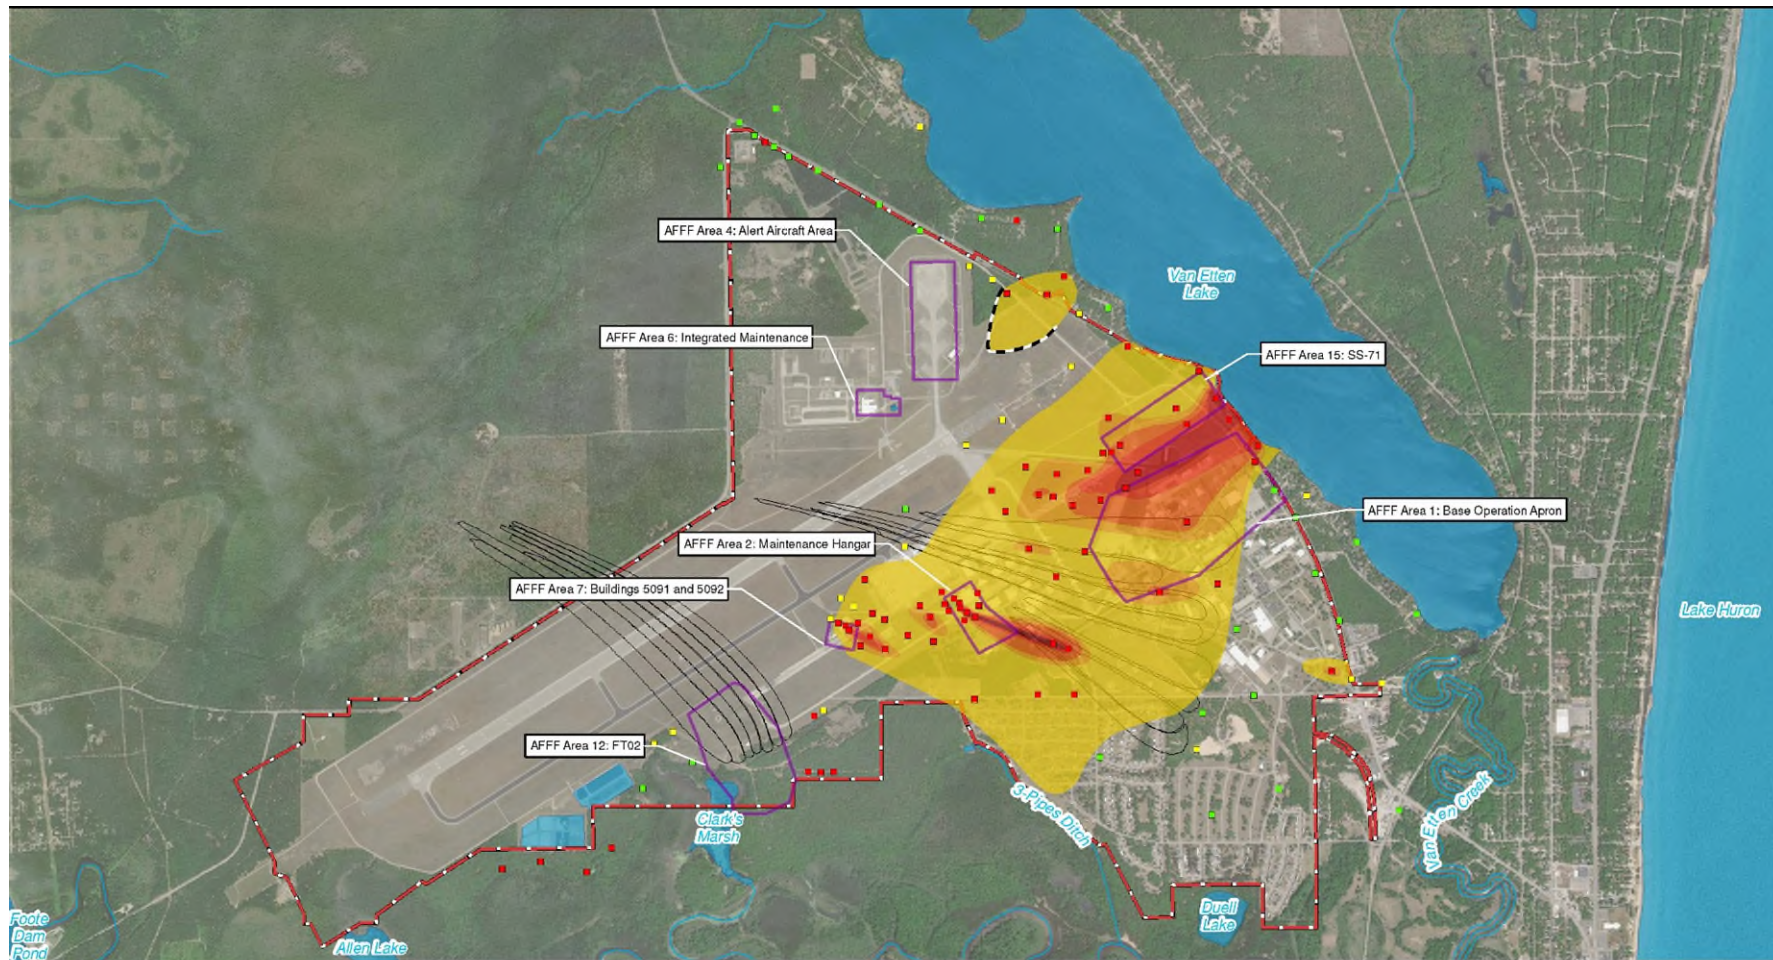 AFFF Area 4: Alert Aircraft Area
Van Etten
Lake
AFFF Area 6: Integrated Maintenance
AFFF Area 15: SS-71
AFFF Area 1: Base Operation Apron
AFFF Area 2: Maintenance Hangar
AFFF Area 7: Buildings 5091 and 5092
Lake Huron
AFFF Area 12: FT02
3-Pipes Ditch
Clark's
Marsh
Van Etten Creek
Foote
Dam
Pond
Allen Lake
Duell
Lake